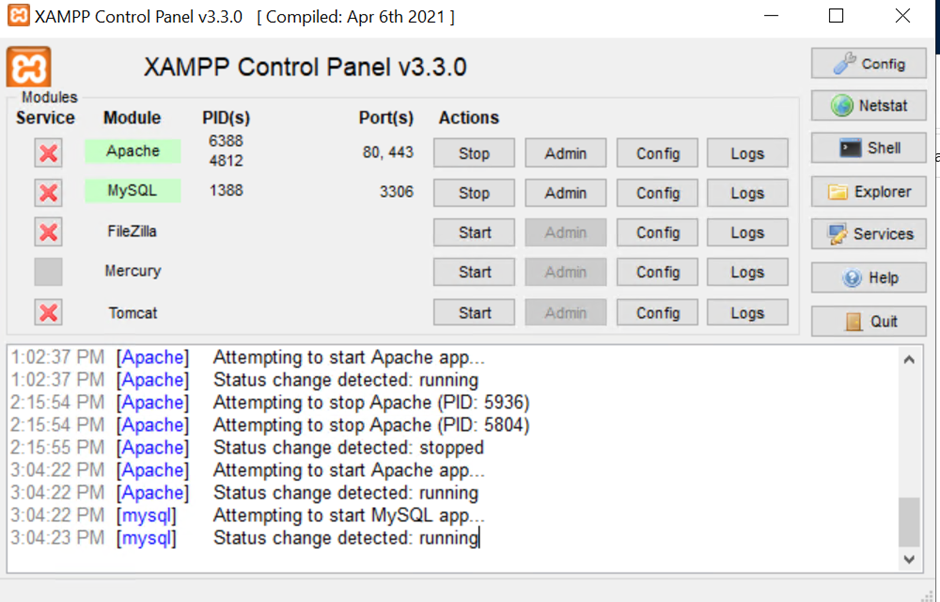 XAMPP Control Panel v3.3.0 [ Compiled: Apr 6th 2021 ]
XAMPP Control Panel v3.3.0
Config
Modules
Service Module PID(s) Port(s) Actions
Netstat
Apache 6388 4812 80, 443 Stop Admin Config Logs
Shell
MySQL 1388 3306 Stop Admin Config Logs
Explorer
FileZilla Start Admin Config Logs
Services
Mercury Start Admin Config Logs
Help
Tomcat Start Admin Config Logs
Quit
1:02:37 PM [Apache] Attempting to start Apache app...
1:02:37 PM [Apache] Status change detected: running
2:15:54 PM [Apache] Attempting to stop Apache (PID: 5936)
2:15:54 PM [Apache] Attempting to stop Apache (PID: 5804)
2:15:55 PM [Apache] Status change detected: stopped
3:04:22 PM [Apache] Attempting to start Apache app...
3:04:22 PM [Apache] Status change detected: running
3:04:22 PM [mysql] Attempting to start MySQL app...
3:04:23 PM [mysql] Status change detected: running